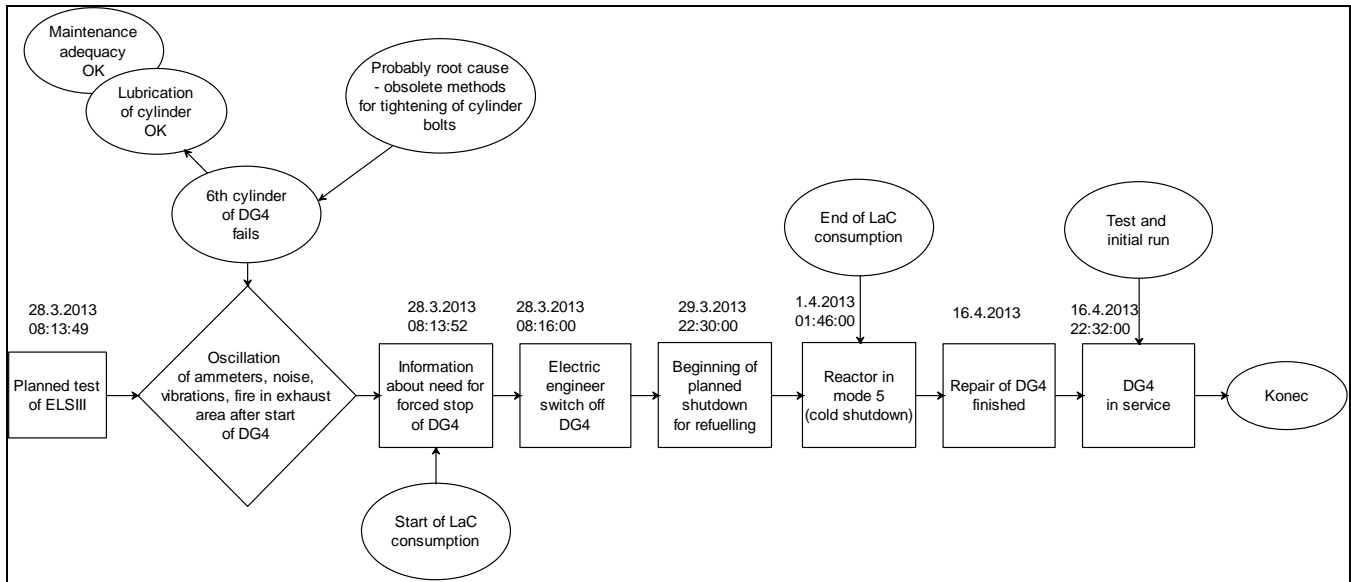 Maintenance
adequacy
OK
Lubrication
of cylinder
OK
Probably root cause
- obsolete methods
for tightening of cylinder
bolts
6th cylinder
of DG4
fails
End of LaC
consumption
Test and
initial run
28.3.2013
08:13:49
28.3.2013
08:13:52
28.3.2013
08:16:00
29.3.2013
22:30:00
1.4.2013
01:46:00
16.4.2013
16.4.2013
22:32:00
Planned test
of ELSIII
Oscillation
of ammeters, noise,
vibrations, fire in exhaust
area after start
of DG4
Information
about need for
forced stop
of DG4
Electric
engineer
switch off
DG4
Beginning of
planned
shutdown
for refuelling
Reactor in
mode 5
(cold shutdown)
Repair of DG4
finished
DG4
in service
Konec
Start of LaC
consumption